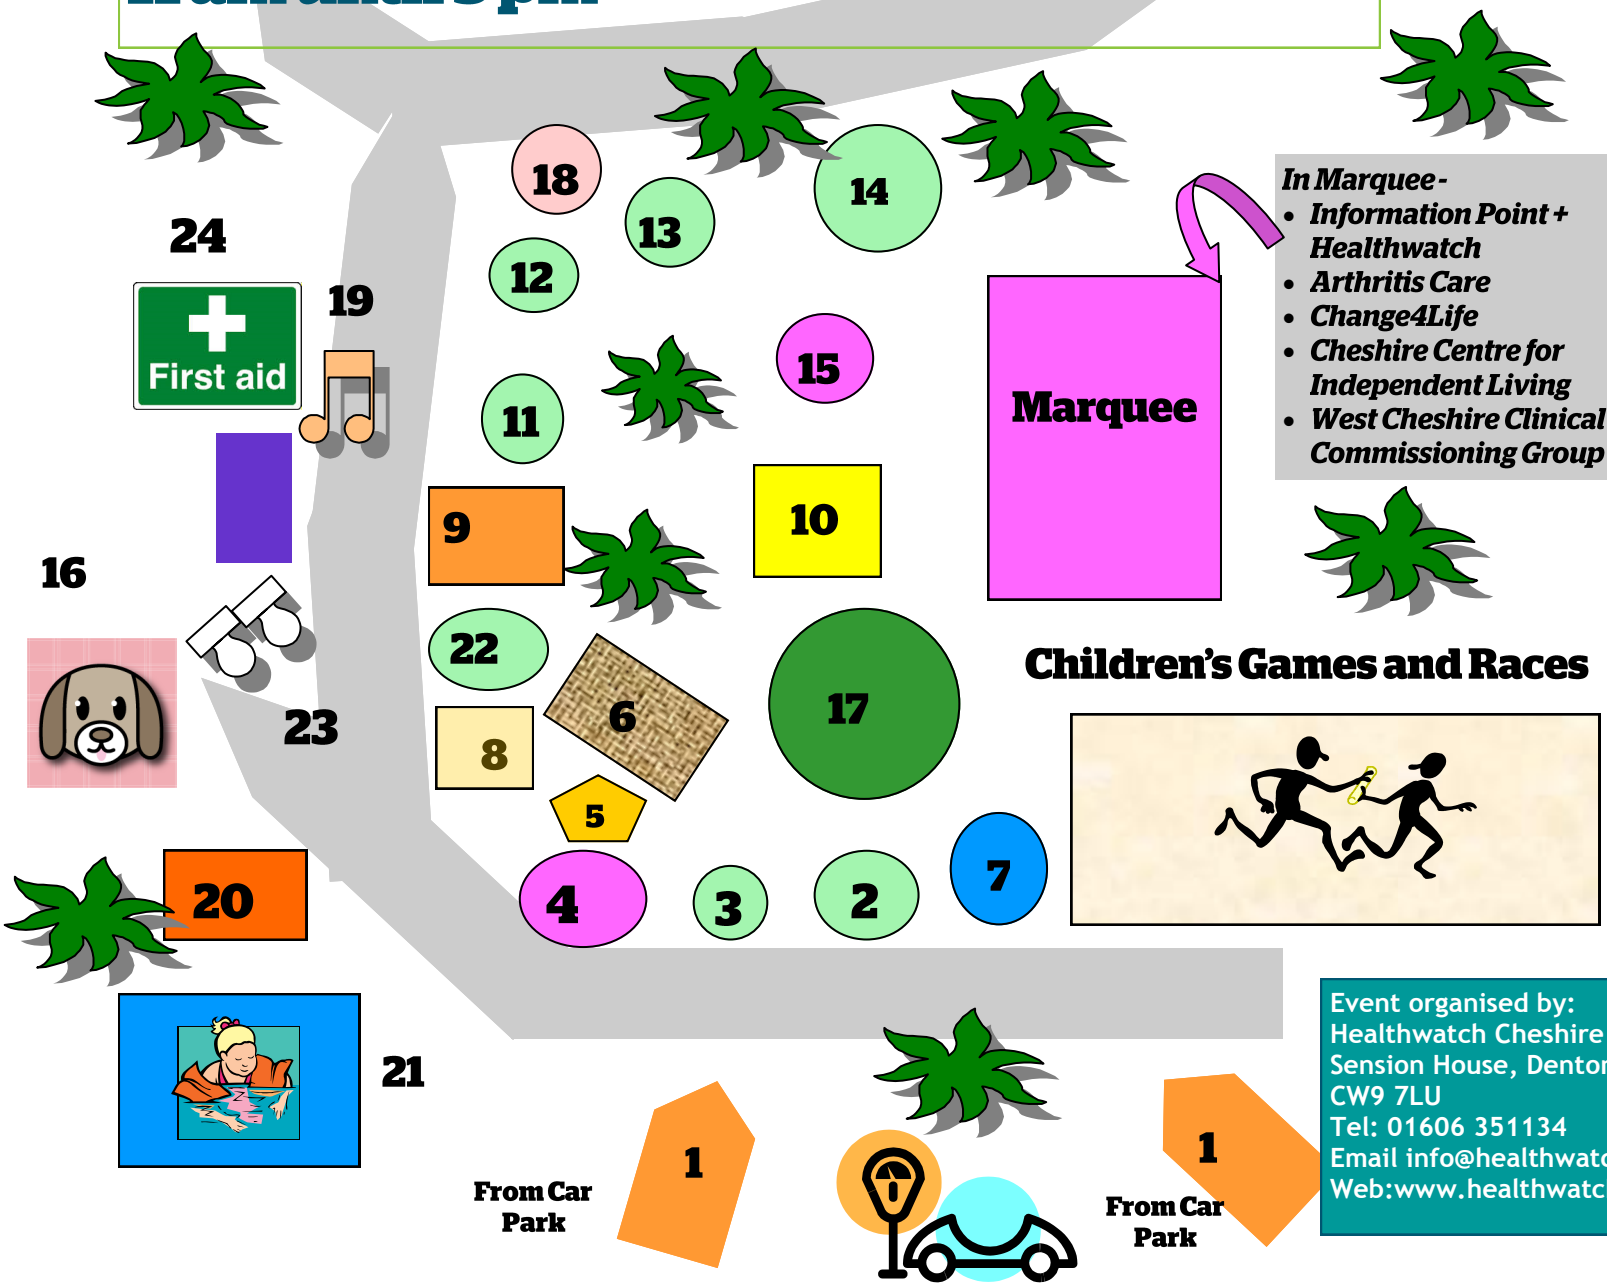 18
14
13
24
12
19
First aid
15
11
9
10
In Marquee-
• Information Point +
Healthwatch
• Arthritis Care
• Change4Life
• Cheshire Centre for
Independent Living
• West Cheshire Clinical
Commissioning Group
Marquee
16
22
6
17
Children's Games and Races
23
8
5
7
20
4
3
2
21
1
From Car
Park
1
From Car
Park
Event organised by:
Healthwatch Cheshire
Sension House,
CW9 7LU
Tel: 01606 351134
Email